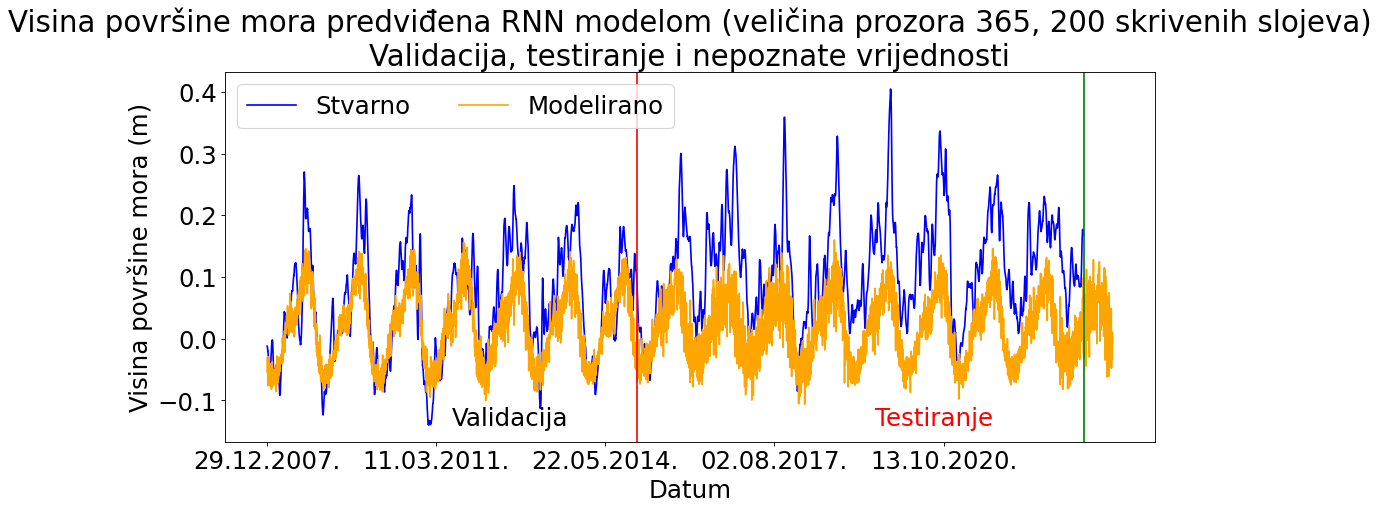 Visina površine mora predviđena RNN modelom (veličina prozora 365, 200 skrivenih slojeva)
Validacija, testiranje i nepoznate vrijednosti
Stvarno Modelirano
Visina površine mora (m)
0.4
0.3
0.2
0.1
0.0
−0.1
Validacija Testiranje
29.12.2007. 11.03.2011. 22.05.2014. 02.08.2017. 13.10.2020.
Datum